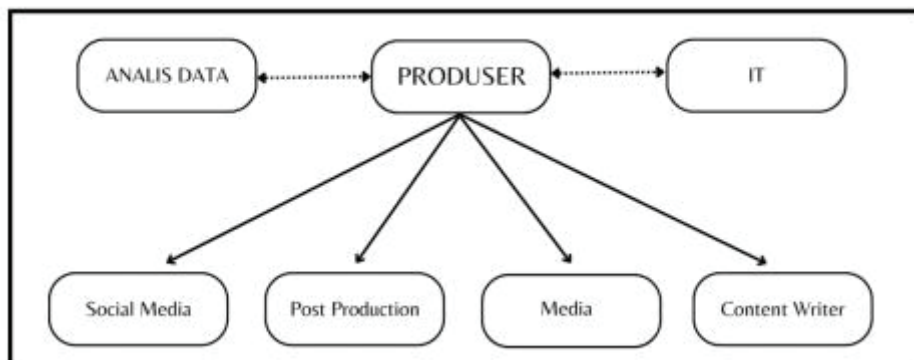 ANALIS DATA
PRODUSER
IT
Social Media
Post Production
Media
Content Writer